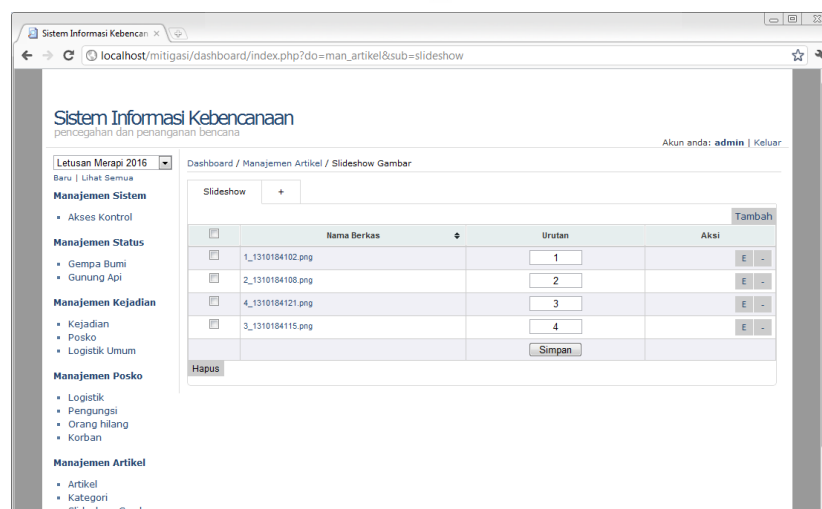 Sistem Informasi Kebencan
localhost/mitigasi/dashboard/index.php?do=man_artikel&sub=slideshow
Sistem Informasi Kebencanaan
pencegahan dan penanganan bencana
Akun anda: admin | Keluar
Letusan Merapi 2016
Baru | Lihat Semua
Manajemen Sistem
Akses Kontrol
Manajemen Status
Gempa Bumi
Gunung Api
Manajemen Kejadian
Kejadian
Posko
Logistik Umum
Manajemen Posko
Logistik
Pengungsi
Orang hilang
Korban
Manajemen Artikel
Artikel
Kategori
Dashboard / Manajemen Artikel / Slideshow Gambar
Slideshow +
Tambah
Nama Berkas Urutan Aksi
1_1310184102.png 1 E -
2_1310184108.png 2 E -
4_1310184121.png 3 E -
3_1310184115.png 4 E -
Simpan
Hapus